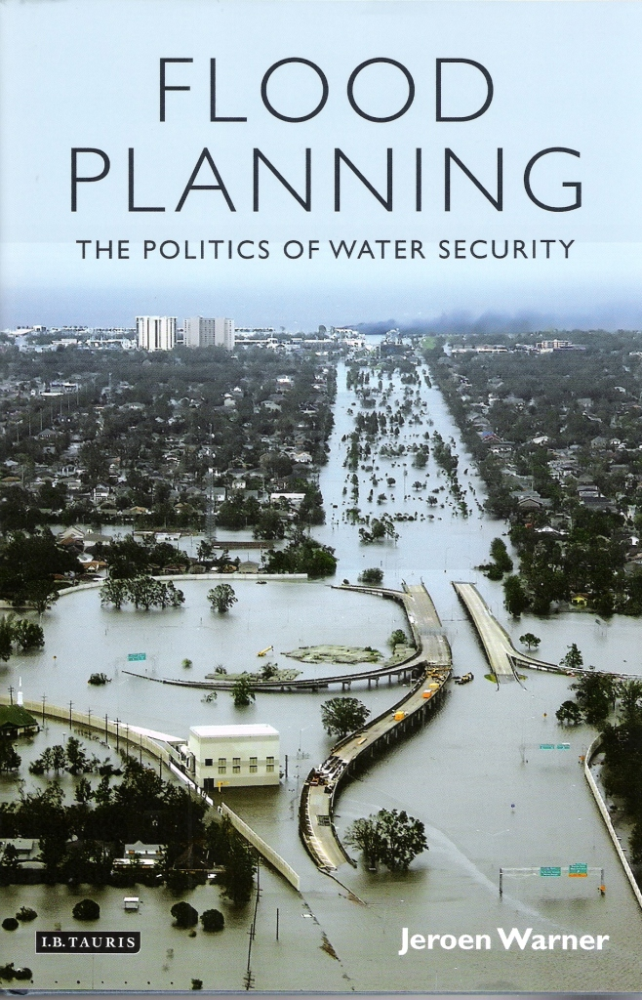 FLOOD
PLANNING
THE POLITICS OF WATER SECURITY
I.B.TAURIS
Jeroen Warner